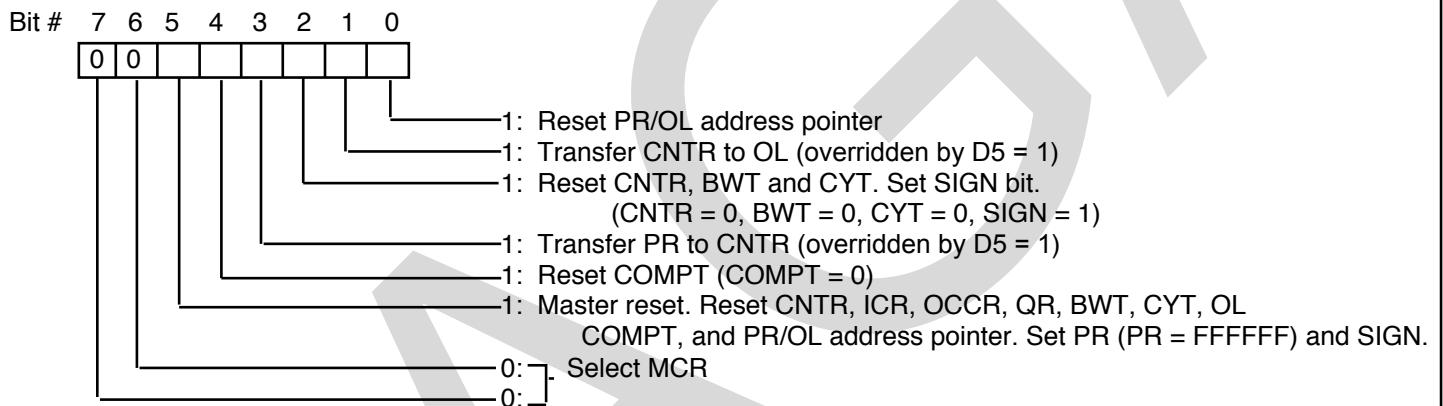 Bit # 7 6 5 4 3 2 1 0
0 0
1: Reset PR/OL address pointer
1: Transfer CNTR to OL (overridden by D5 = 1)
1: Reset CNTR, BWT and CYT. Set SIGN bit.
(CNTR = 0, BWT = 0, CYT = 0, SIGN = 1)
1: Transfer PR to CNTR (overridden by D5 = 1)
1: Reset COMPT (COMPT = 0)
1: Master reset. Reset CNTR, ICR, OCCR, QR, BWT, CYT, OL
COMPT, and PR/OL address pointer. Set PR (PR = FFFFFF) and SIGN.
0: Select MCR
0: